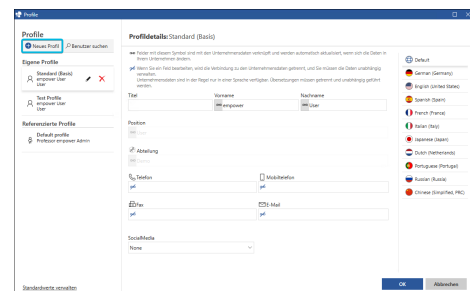 Profile
Profile
Neues Profil
Benutzer suchen
Eigene Profile
Standard (Basis)
empower User
User
Test Profile
empower User
User
Referenzierte Profile
Default profile
Professor empower Admin
Standardwerte verwalten
Profildetails: Standard (Basis)
Felder mit diesem Symbol sind mit den Unternehmensdaten verknüpft und werden automatisch aktualisiert, wenn sich die Daten in
Ihrem Unternehmen ändern.
Wenn Sie ein Feld bearbeiten, wird die Verbindung zu den Unternehmensdaten getrennt, und Sie müssen die Daten unabhängig
verwalten.
Unternehmensdaten sind in der Regel nur in einer Sprache verfügbar. Übersetzungen müssen getrennt und unabhängig geführt
werden.
Titel
Vorname
Nachname
empower
User
Position
Abteilung
Telefon
Mobiltelefon
Fax
E-Mail
SocialMedia
None
Default
German (Germany)
English (United States)
Spanish (Spain)
French (France)
Italian (Italy)
Japanese (Japan)
Dutch (Netherlands)
Portuguese (Portugal)
Russian (Russia)
Chinese (Simplified, PRC)
OK
Abbrechen